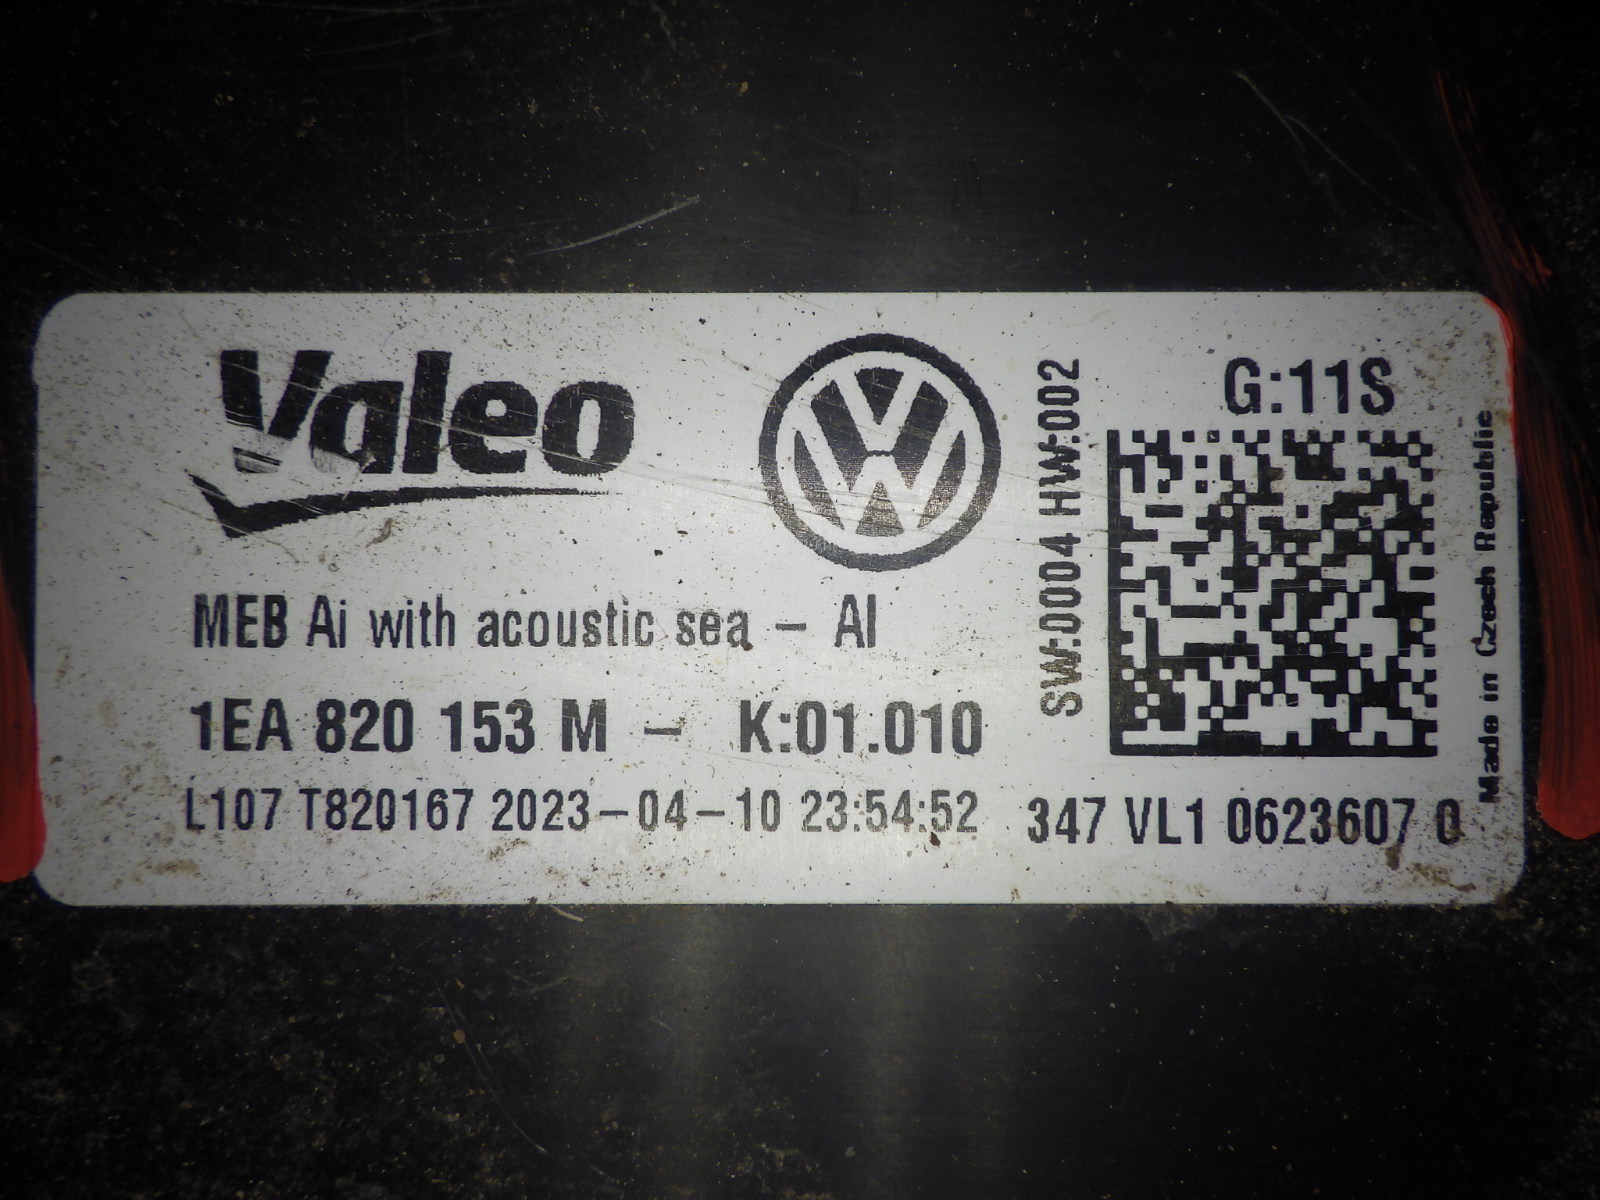 Valeo
G:11S
SW:0004 HW:002
Made in Czech Republic
MEB Ai with acoustic sea - AI
1EA 820 153 M - K:01.010
L107 T820167 2023-04-10 23:54:52 347 VL1 0623607 0